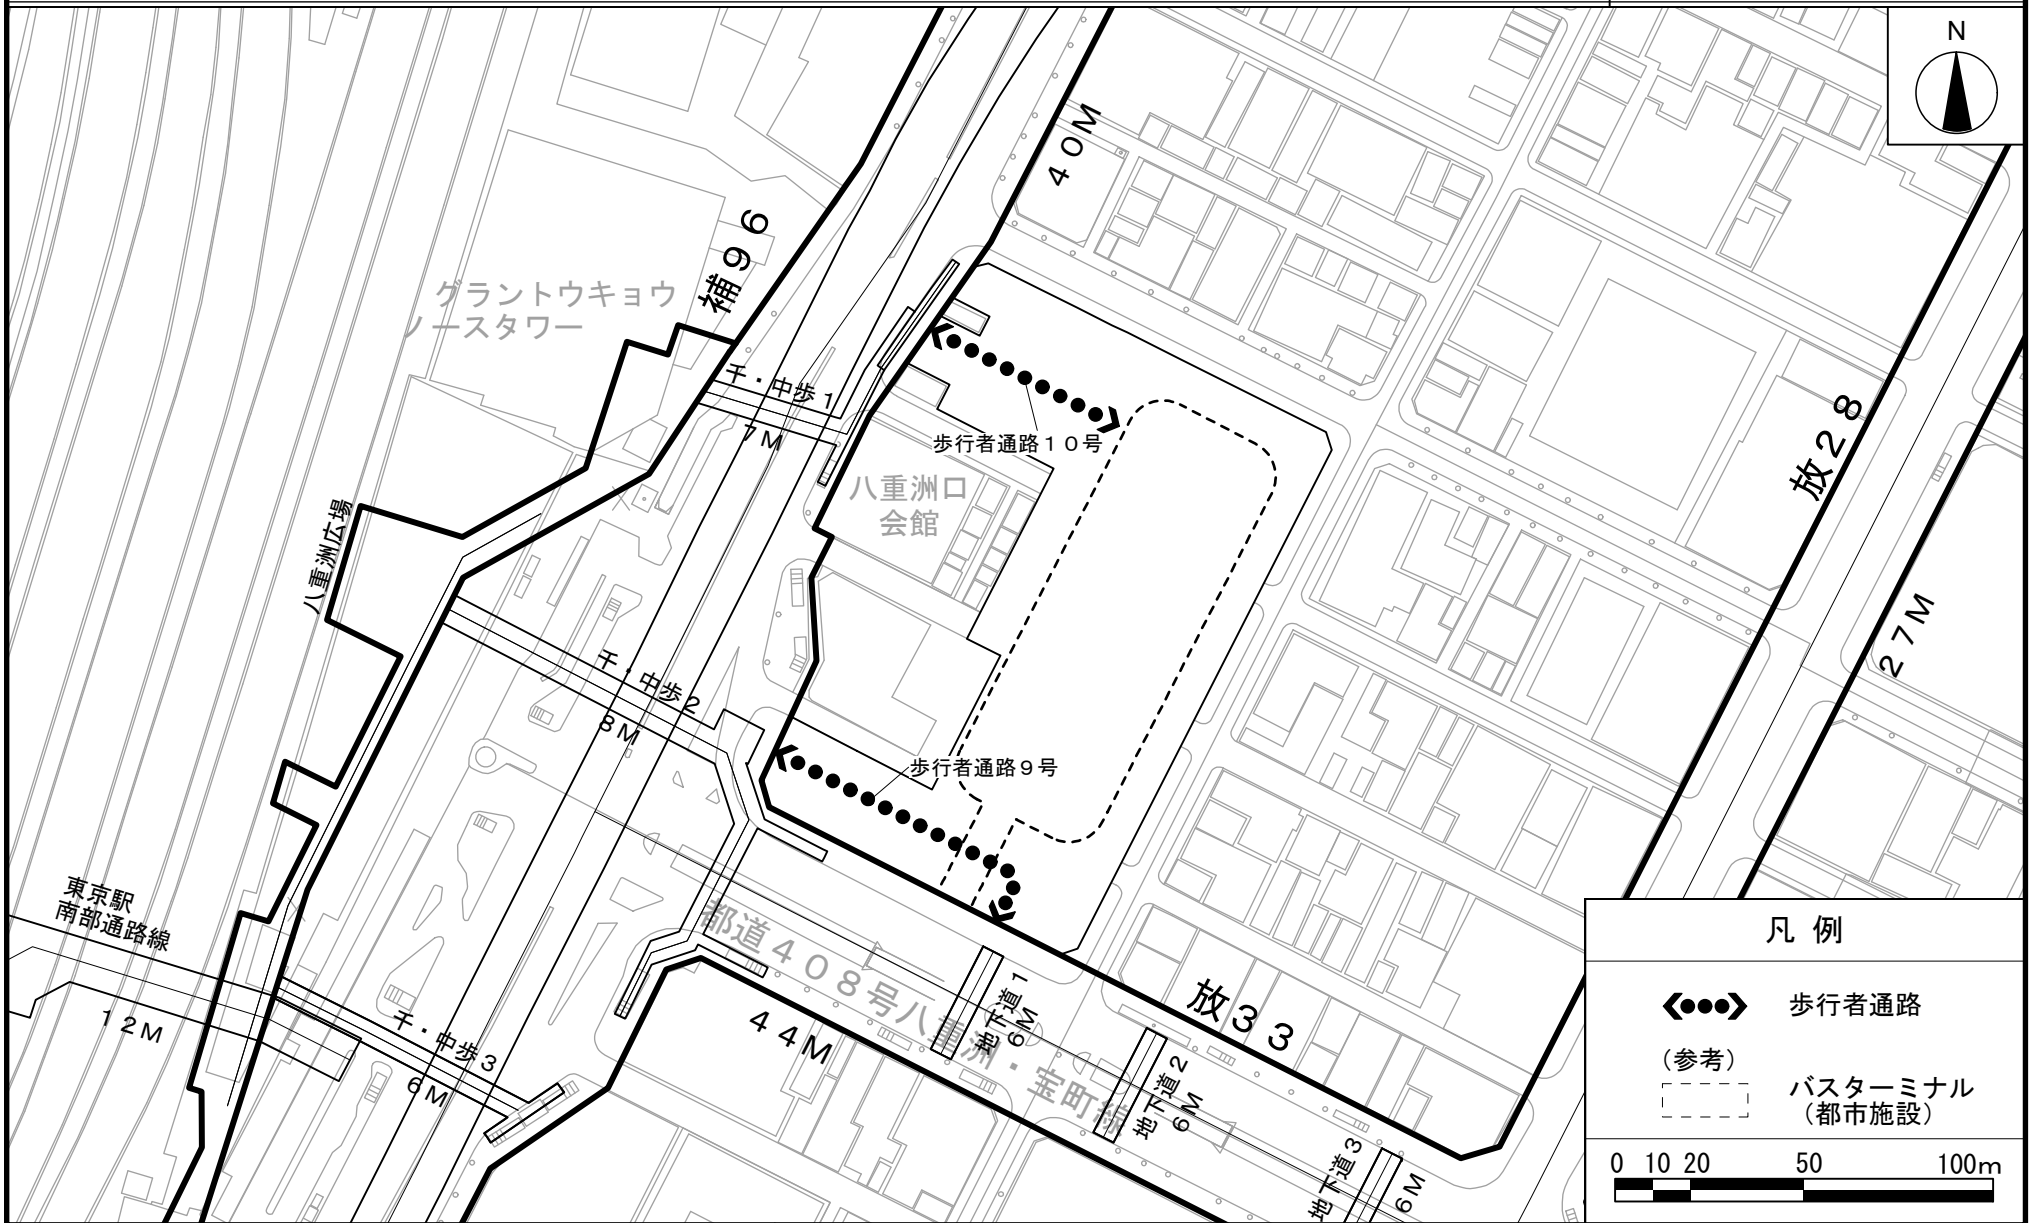 N
40M
補96
グラントウキョウ
ノースタワー
千・中歩1
7M
歩行者通路10号
放28
八重洲口
会館
八重洲広場
27M
千・中歩2
8M
歩行者通路9号
東京駅
南部通路線
12M
都道408号八重洲・宝町線
千・中歩3
6M
44M
地下道1
6M
放33
地下道2
6M
地下道3
6M
凡例
歩行者通路
(参考)
バスターミナル
(都市施設)
0 10 20 50 100m